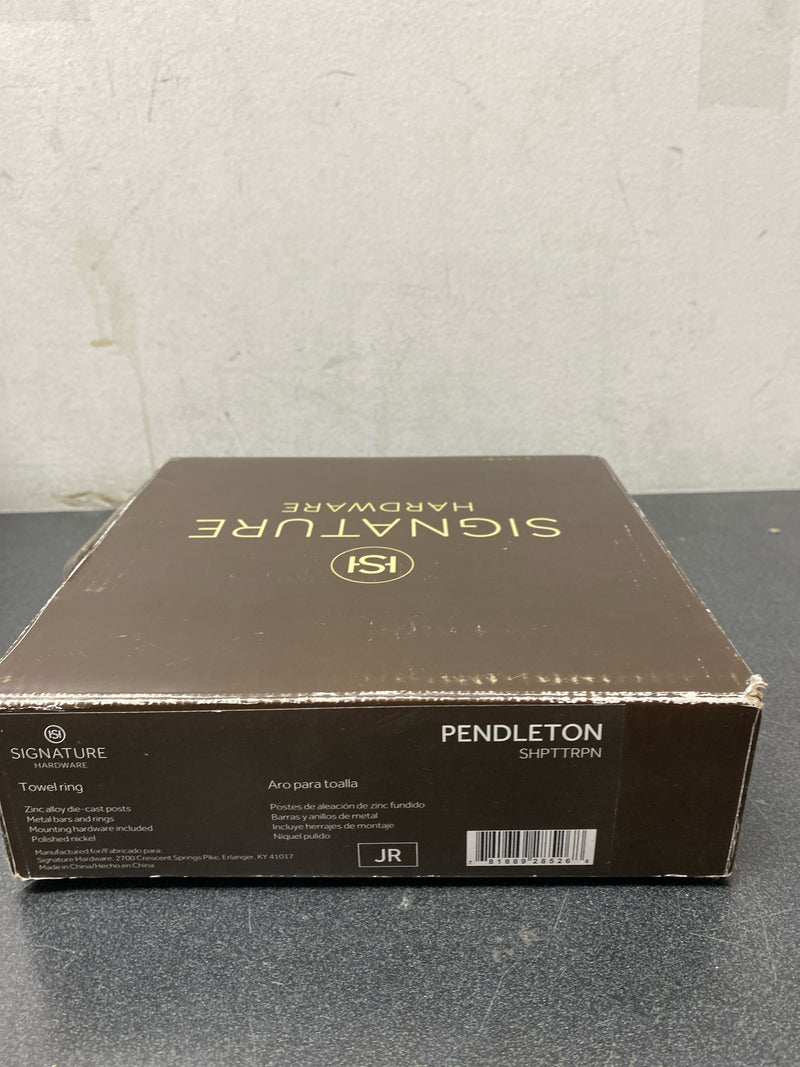 SIGNATURE
HARDWARE
SIGNATURE
HARDWARE
PENDLETON
SHPTTRPN
Towel ring
Zinc alloy die-cast posts
Metal bars and rings
Mounting hardware included
Polished nickel
Manufactured for/Fabricado para:
Signature Hardware, 2700 Crescent Springs Pike, Erlanger, KY 41017
Made in China/Hecho en China
Aro para toalla
Postes de aleación de zinc fundido
Barras y anillos de metal
Incluye herrajes de montaje
Níquel pulido
JR
7 81889 28526 8